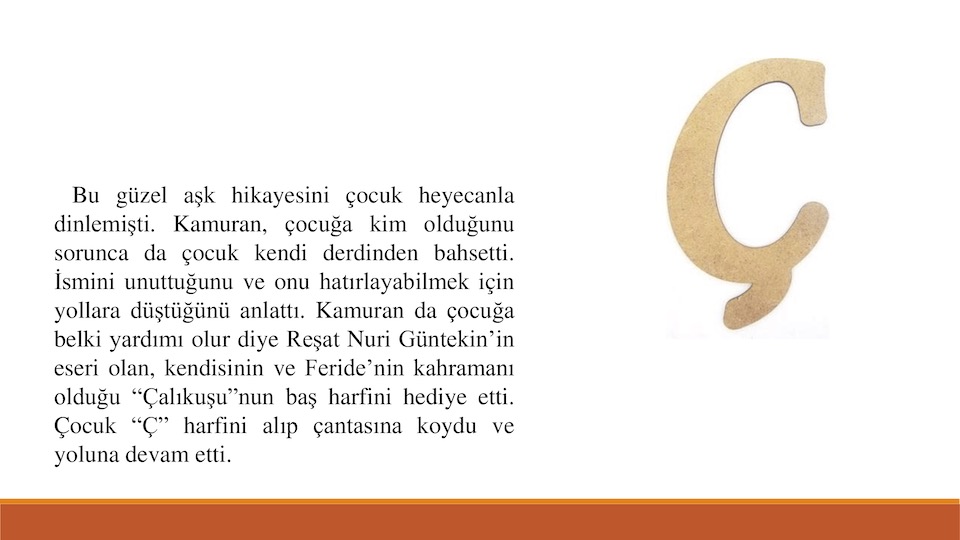 Bu güzel aşk hikayesini çocuk heyecanla
dinlemişti. Kamuran, çocuğa kim olduğunu
sorunca da çocuk kendi derdinden bahsetti.
İsmini unuttuğunu ve onu hatırlayabilmek için
yollara düştüğünü anlattı. Kamuran da çocuğa
belki yardımı olur diye Reşat Nuri Güntekin’in
eseri olan, kendisinin ve Feride’nin kahramanı
olduğu “Çalıkuşu”nun baş harfini hediye etti.
Çocuk “Ç” harfini alıp çantasına koydu ve
yoluna devam etti.
Ç